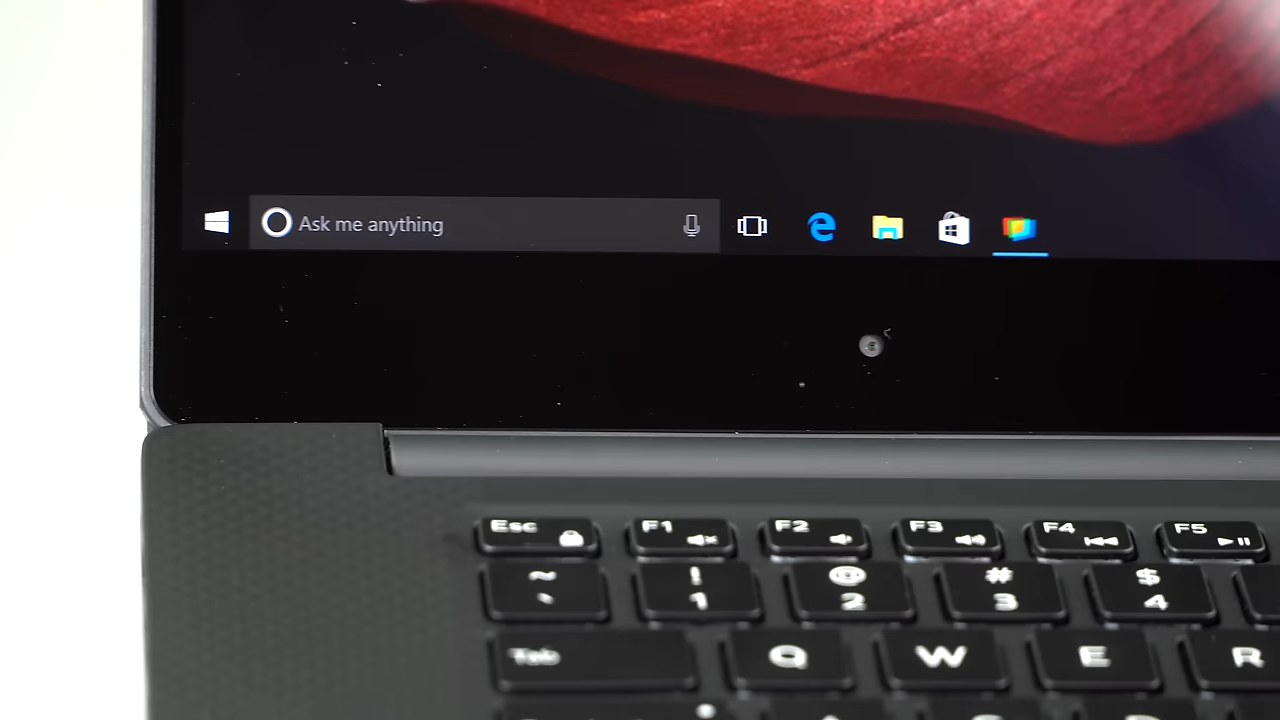 Ask me anything
Esc F1 F2 F3 F4 F5
~ ! @ # $
` 1 2 3 4
Tab Q W E R